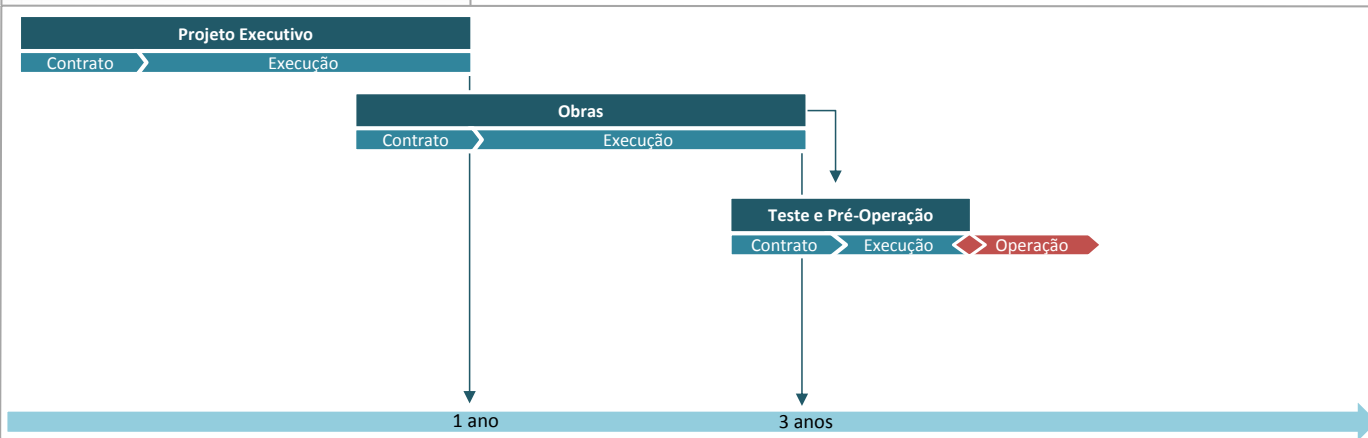 Projeto Executivo
Contrato
Execução
Obras
Contrato
Execução
Teste e Pré-Operação
Contrato
Execução
Operação
1 ano
3 anos